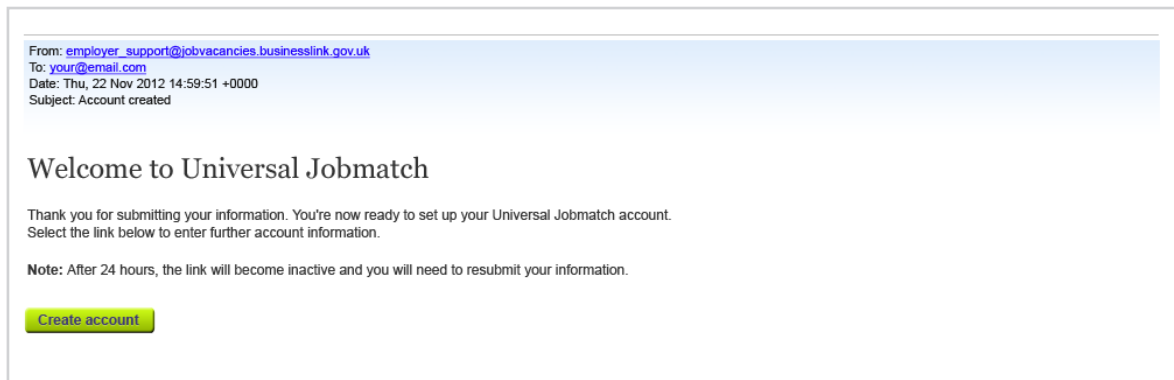 From: employer_support@jobvacancies.businesslink.gov.uk
To: your@email.com
Date: Thu, 22 Nov 2012 14:59:51 +0000
Subject: Account created
Welcome to Universal Jobmatch
Thank you for submitting your information. You're now ready to set up your Universal Jobmatch account.
Select the link below to enter further account information.
Note: After 24 hours, the link will become inactive and you will need to resubmit your information.
Create account